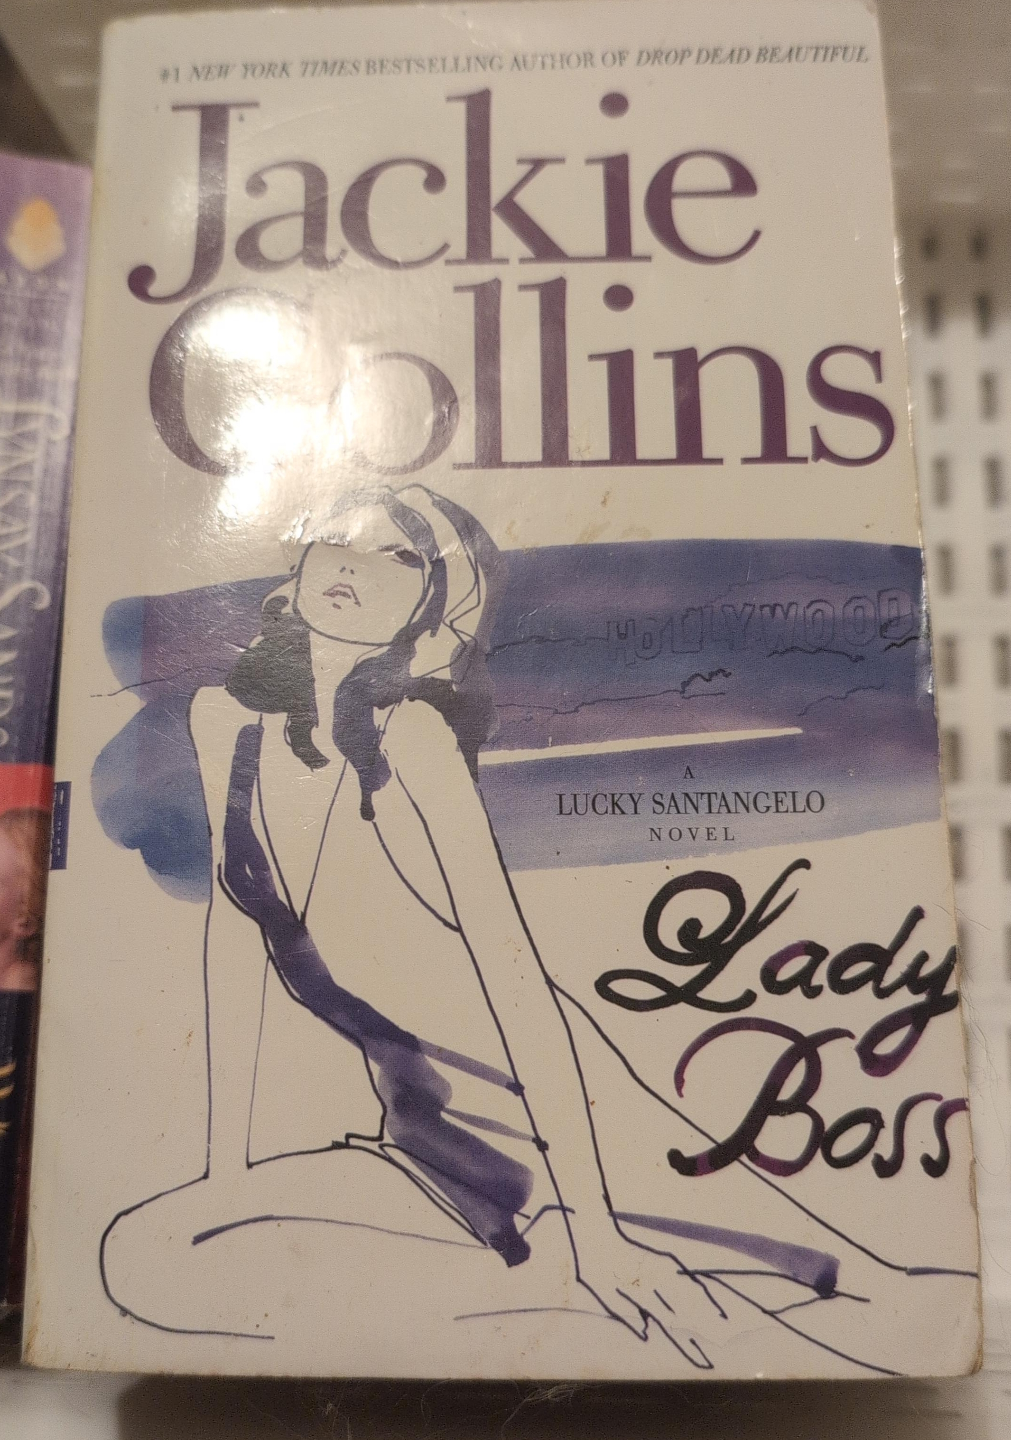 #1 NEW YORK TIMES BESTSELLING AUTHOR OF DROP DEAD BEAUTIFUL
Jackie
Collins
HOLLYWOOD
A
LUCKY SANTANGELO
NOVEL
Lady
Boss